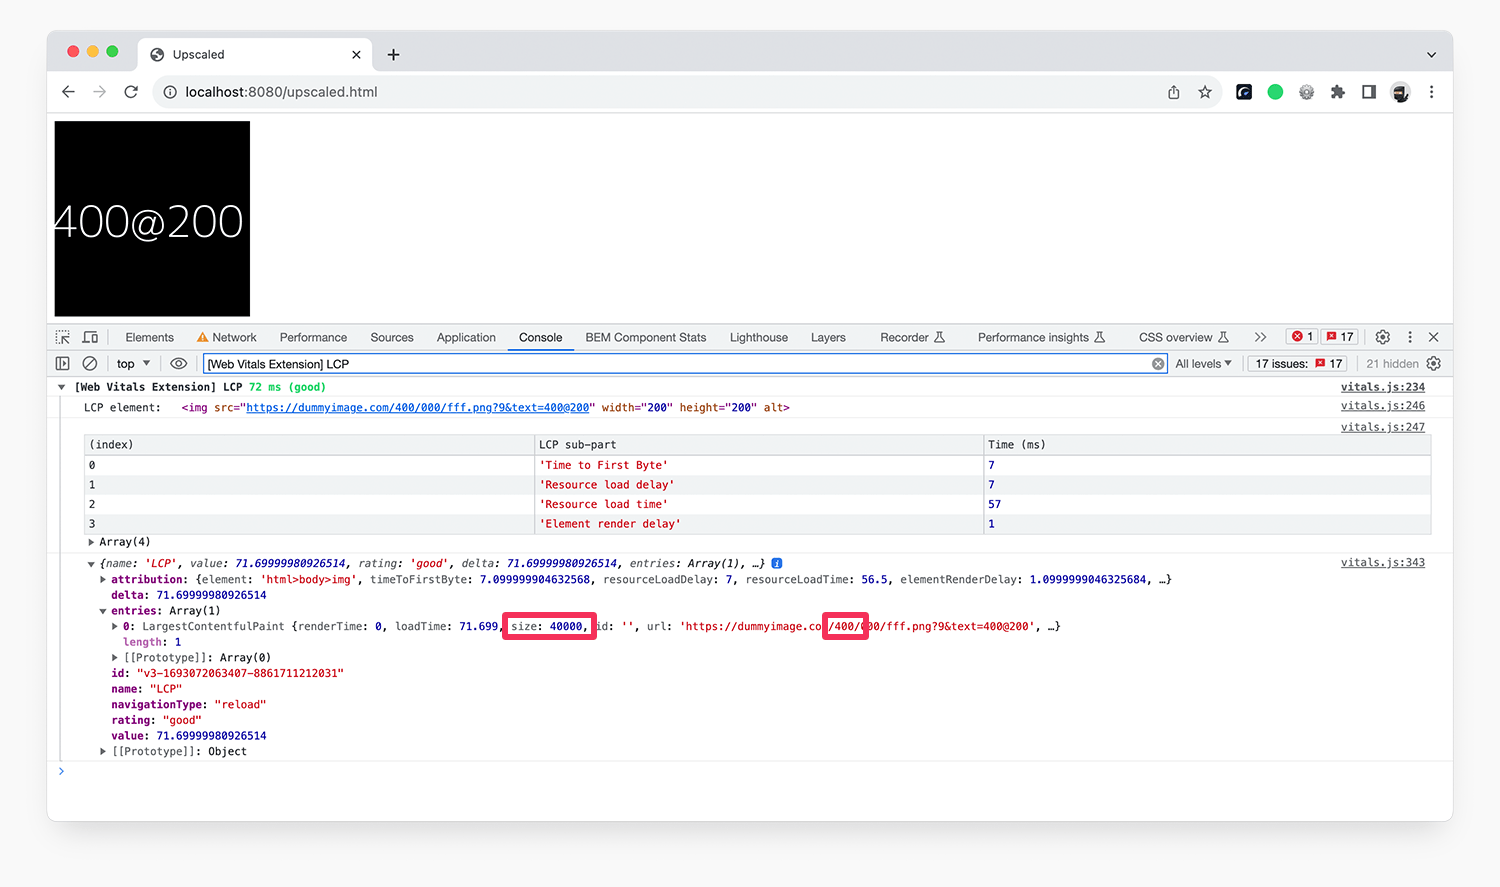 Upscaled
localhost:8080/upscaled.html
400@200
Elements Network Performance Sources Application Console BEM Component Stats Lighthouse Layers Recorder Performance insights CSS overview 1 17
top [Web Vitals Extension] LCP All levels 17 issues: 17 21 hidden
[Web Vitals Extension] LCP 72 ms (good) vitals.js:234
LCP element: <img src="https://dummyimage.com/400/000/fff.png?9&text=400@200" width="200" height="200" alt> vitals.js:246
vitals.js:247
(index) LCP sub-part Time (ms)
0 'Time to First Byte' 7
1 'Resource load delay' 7
2 'Resource load time' 57
3 'Element render delay' 1
Array(4)
{name: 'LCP', value: 71.69999980926514, rating: 'good', delta: 71.69999980926514, entries: Array(1), …} vitals.js:343
attribution: {element: 'html>body>img', timeToFirstByte: 7.099999904632568, resourceLoadDelay: 7, resourceLoadTime: 56.5, elementRenderDelay: 1.0999999046325684, …}
delta: 71.69999980926514
entries: Array(1)
0: LargestContentfulPaint {renderTime: 0, loadTime: 71.699, size: 40000, id: '', url: 'https://dummyimage.co/400/000/fff.png?9&text=400@200', …}
length: 1
[[Prototype]]: Array(0)
id: "v3-1693072063407-8861711212031"
name: "LCP"
navigationType: "reload"
rating: "good"
value: 71.69999980926514
[[Prototype]]: Object